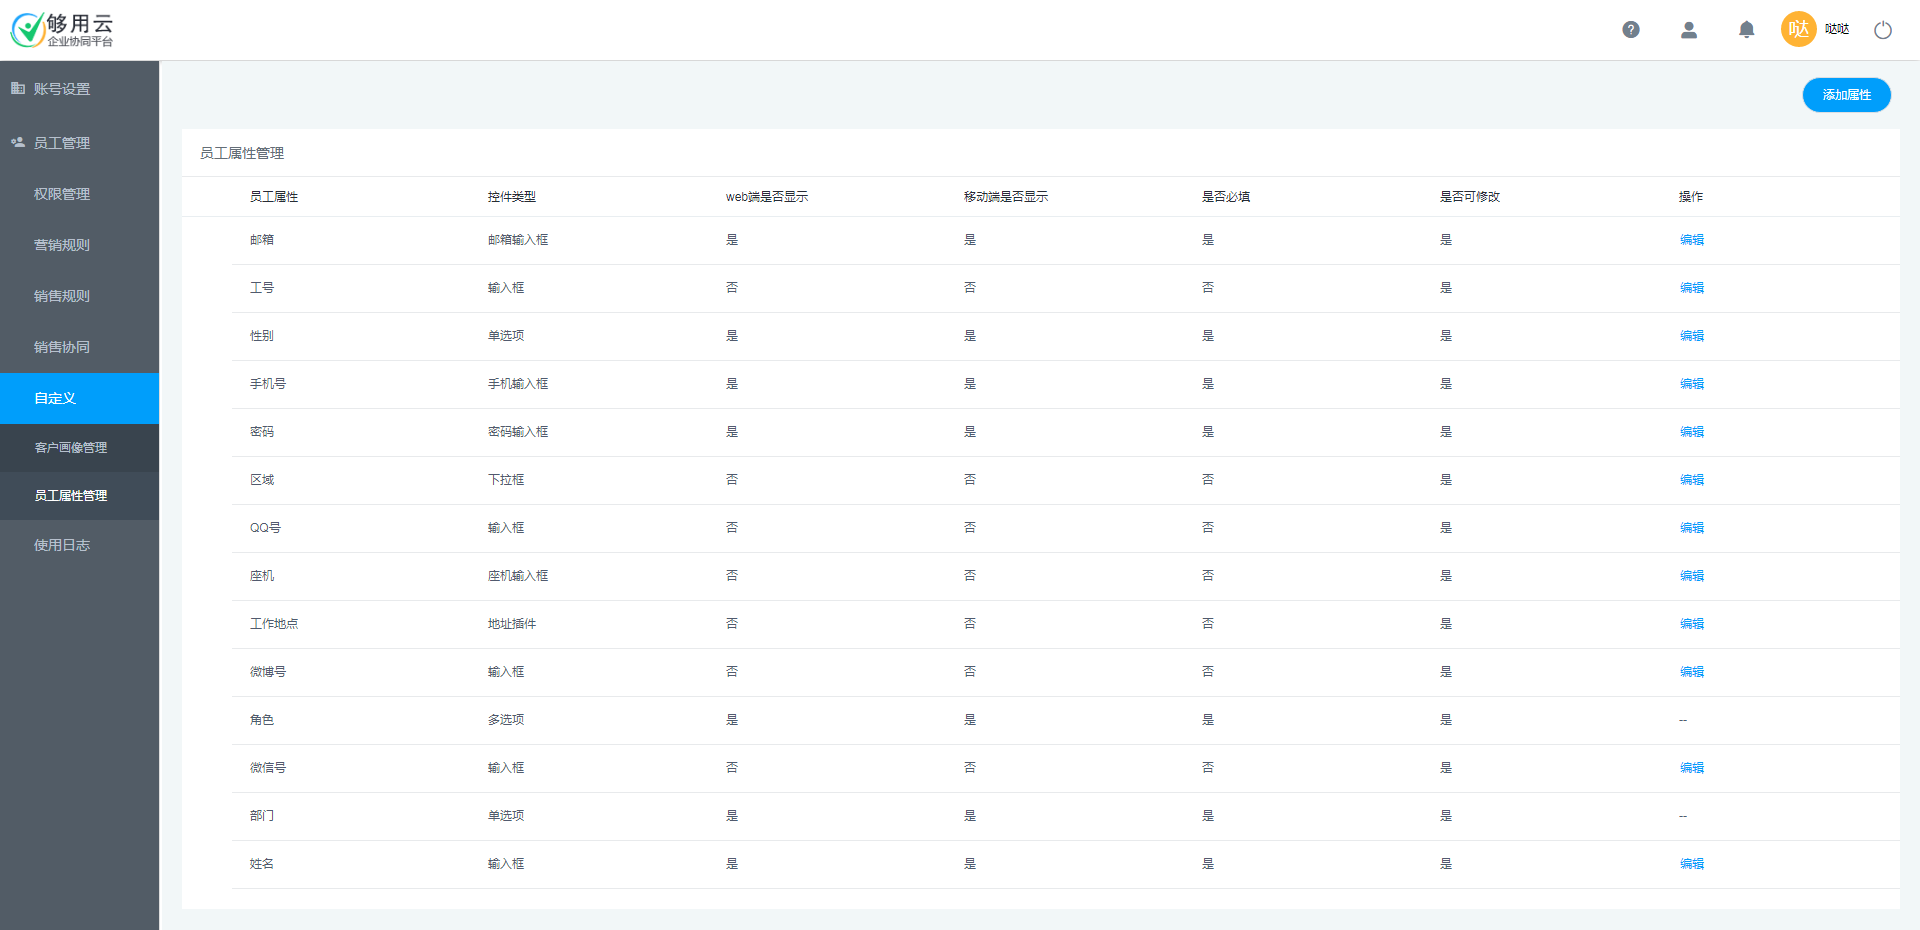 够用云
企业协同平台
? 哒 哒哒
账号设置
员工管理
权限管理
营销规则
销售规则
销售协同
自定义
客户画像管理
员工属性管理
使用日志
添加属性
员工属性管理
员工属性 控件类型 web端是否显示 移动端是否显示 是否必填 是否可修改 操作
邮箱 邮箱输入框 是 是 是 是 编辑
工号 输入框 否 否 否 是 编辑
性别 单选项 是 是 是 是 编辑
手机号 手机输入框 是 是 是 是 编辑
密码 密码输入框 是 是 是 是 编辑
区域 下拉框 否 否 否 是 编辑
QQ号 输入框 否 否 否 是 编辑
座机 座机输入框 否 否 否 是 编辑
工作地点 地址插件 否 否 否 是 编辑
微博号 输入框 否 否 否 是 编辑
角色 多选项 是 是 是 是 --
微信号 输入框 否 否 否 是 编辑
部门 单选项 是 是 是 是 --
姓名 输入框 是 是 是 是 编辑